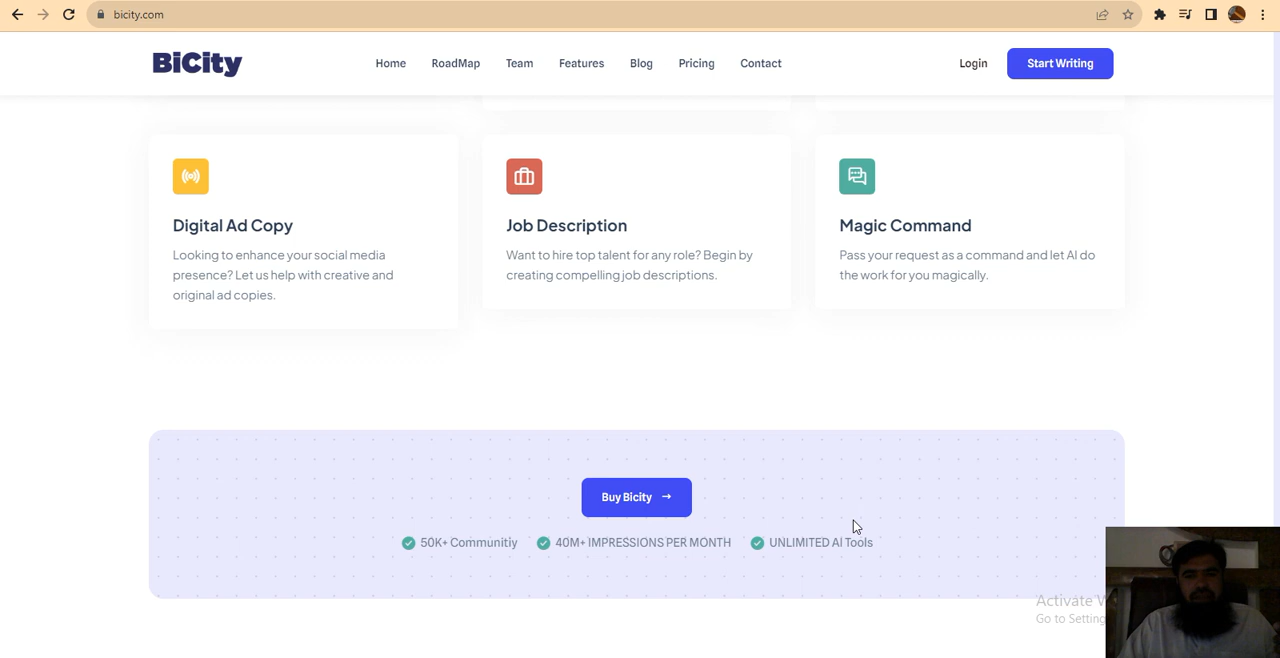 bicity.com
BiCity
Home RoadMap Team Features Blog Pricing Contact
Login Start Writing
Digital Ad Copy
Looking to enhance your social media
presence? Let us help with creative and
original ad copies.
Job Description
Want to hire top talent for any role? Begin by
creating compelling job descriptions.
Magic Command
Pass your request as a command and let AI do
the work for you magically.
Buy Bicity →
50K+ Communitiy 40M+ IMPRESSIONS PER MONTH UNLIMITED AI Tools
Activate W
Go to Setting